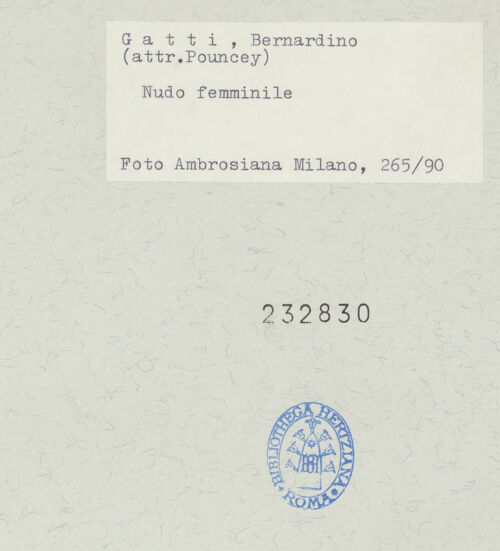 G a t t i , Bernardino
(attr.Pouncey)
Nudo femminile
Foto Ambrosiana Milano, 265/90
232830
BIBLIOTHECA HERTZIANA
ROMA